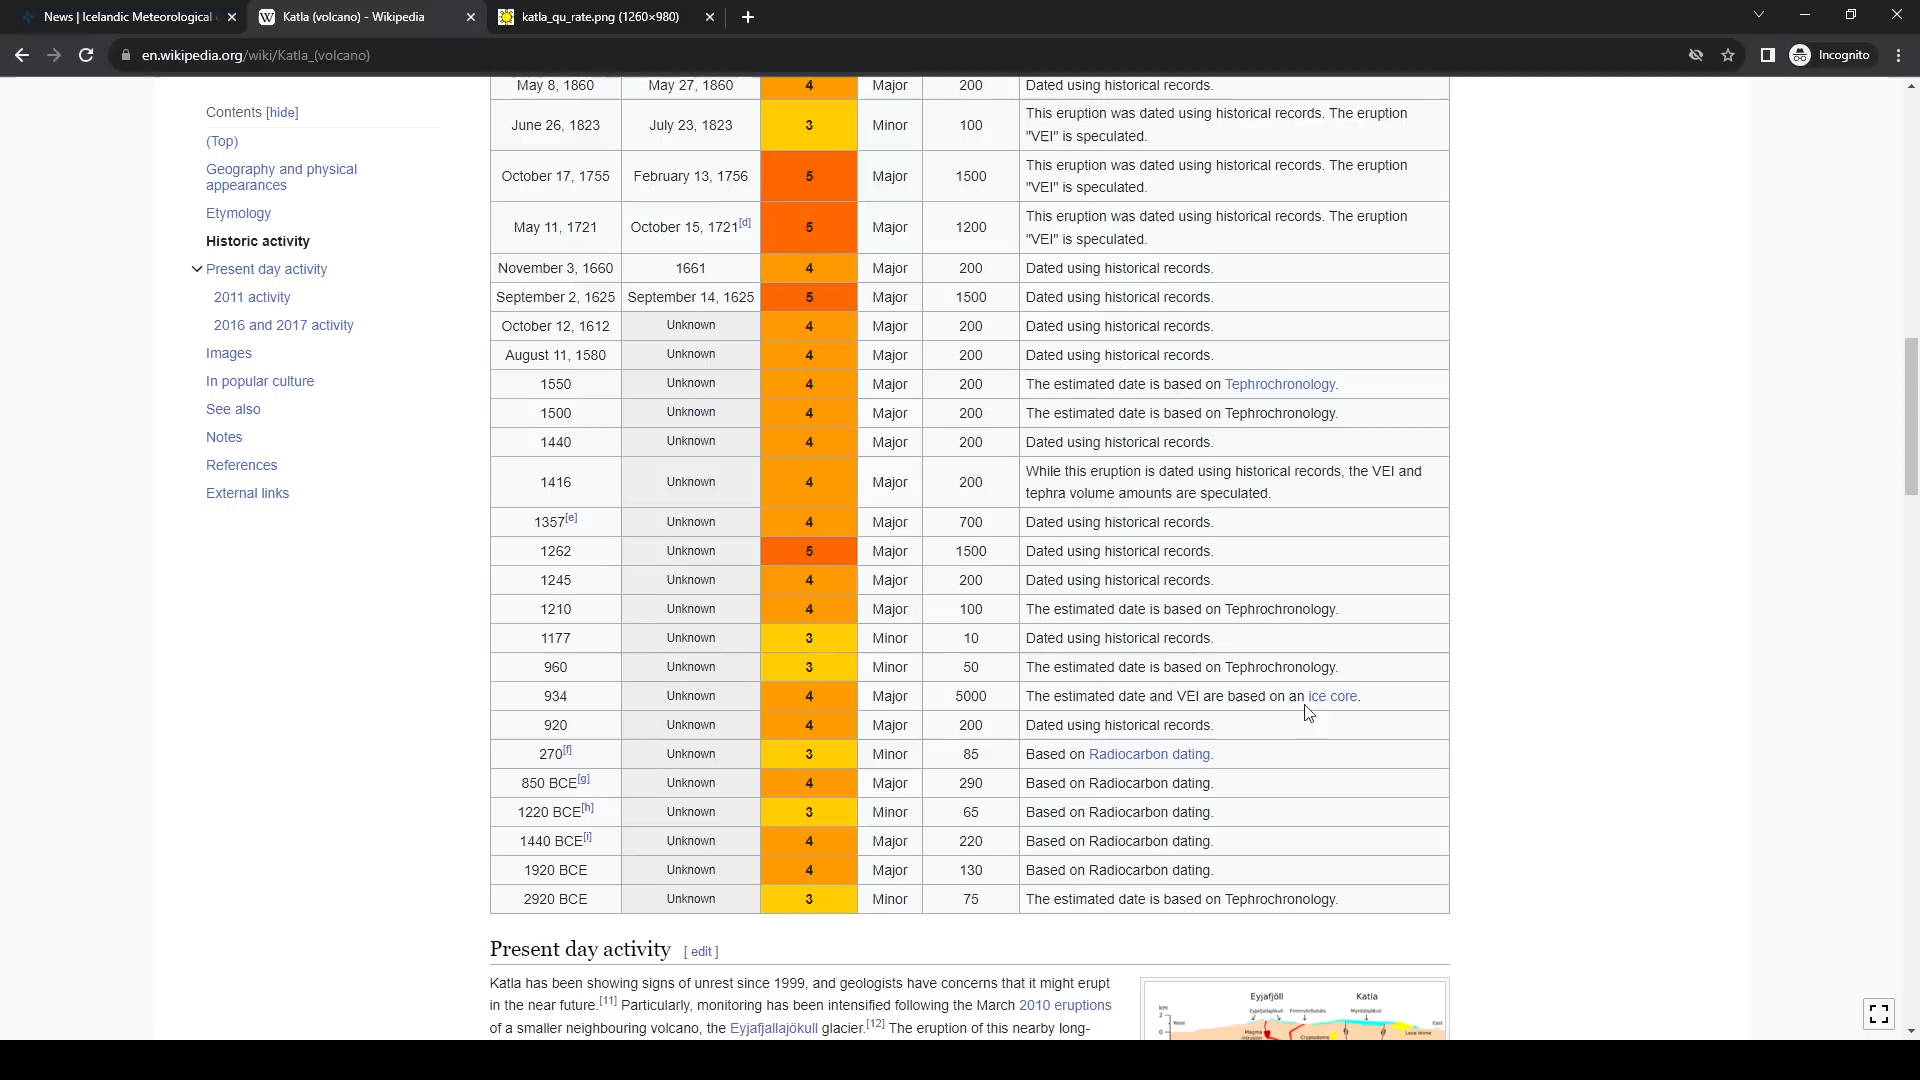 News | Icelandic Meteorological
Katla (volcano) - Wikipedia
katla_qu_rate.png (1260×980)
en.wikipedia.org/wiki/Katla_(volcano)
Incognito
Contents [hide]
(Top)
Geography and physical
appearances
Etymology
Historic activity
Present day activity
2011 activity
2016 and 2017 activity
Images
In popular culture
See also
Notes
References
External links
May 8, 1860 May 27, 1860 4 Major 200 Dated using historical records.
June 26, 1823 July 23, 1823 3 Minor 100 This eruption was dated using historical records. The eruption
"VEI" is speculated.
October 17, 1755 February 13, 1756 5 Major 1500 This eruption was dated using historical records. The eruption
"VEI" is speculated.
May 11, 1721 October 15, 1721[d] 5 Major 1200 This eruption was dated using historical records. The eruption
"VEI" is speculated.
November 3, 1660 1661 4 Major 200 Dated using historical records.
September 2, 1625 September 14, 1625 5 Major 1500 Dated using historical records.
October 12, 1612 Unknown 4 Major 200 Dated using historical records.
August 11, 1580 Unknown 4 Major 200 Dated using historical records.
1550 Unknown 4 Major 200 The estimated date is based on Tephrochronology.
1500 Unknown 4 Major 200 The estimated date is based on Tephrochronology.
1440 Unknown 4 Major 200 Dated using historical records.
1416 Unknown 4 Major 200 While this eruption is dated using historical records, the VEI and
tephra volume amounts are speculated.
1357[e] Unknown 4 Major 700 Dated using historical records.
1262 Unknown 5 Major 1500 Dated using historical records.
1245 Unknown 4 Major 200 Dated using historical records.
1210 Unknown 4 Major 100 The estimated date is based on Tephrochronology.
1177 Unknown 3 Minor 10 Dated using historical records.
960 Unknown 3 Minor 50 The estimated date is based on Tephrochronology.
934 Unknown 4 Major 5000 The estimated date and VEI are based on an ice core.
920 Unknown 4 Major 200 Dated using historical records.
270[f] Unknown 3 Minor 85 Based on Radiocarbon dating.
850 BCE[g] Unknown 4 Major 290 Based on Radiocarbon dating.
1220 BCE[h] Unknown 3 Minor 65 Based on Radiocarbon dating.
1440 BCE[i] Unknown 4 Major 220 Based on Radiocarbon dating.
1920 BCE Unknown 4 Major 130 Based on Radiocarbon dating.
2920 BCE Unknown 3 Minor 75 The estimated date is based on Tephrochronology.
Present day activity [ edit ]
Katla has been showing signs of unrest since 1999, and geologists have concerns that it might erupt
in the near future.[11] Particularly, monitoring has been intensified following the March 2010 eruptions
of a smaller neighbouring volcano, the Eyjafjallajökull glacier.[12] The eruption of this nearby long-
Eyjafjöll Katla
km
2
Eyjafjallajökull Fimmvörðuháls Mýrdalsjökull
West East
0
Magma
intrusion Cryptodome Lava dome